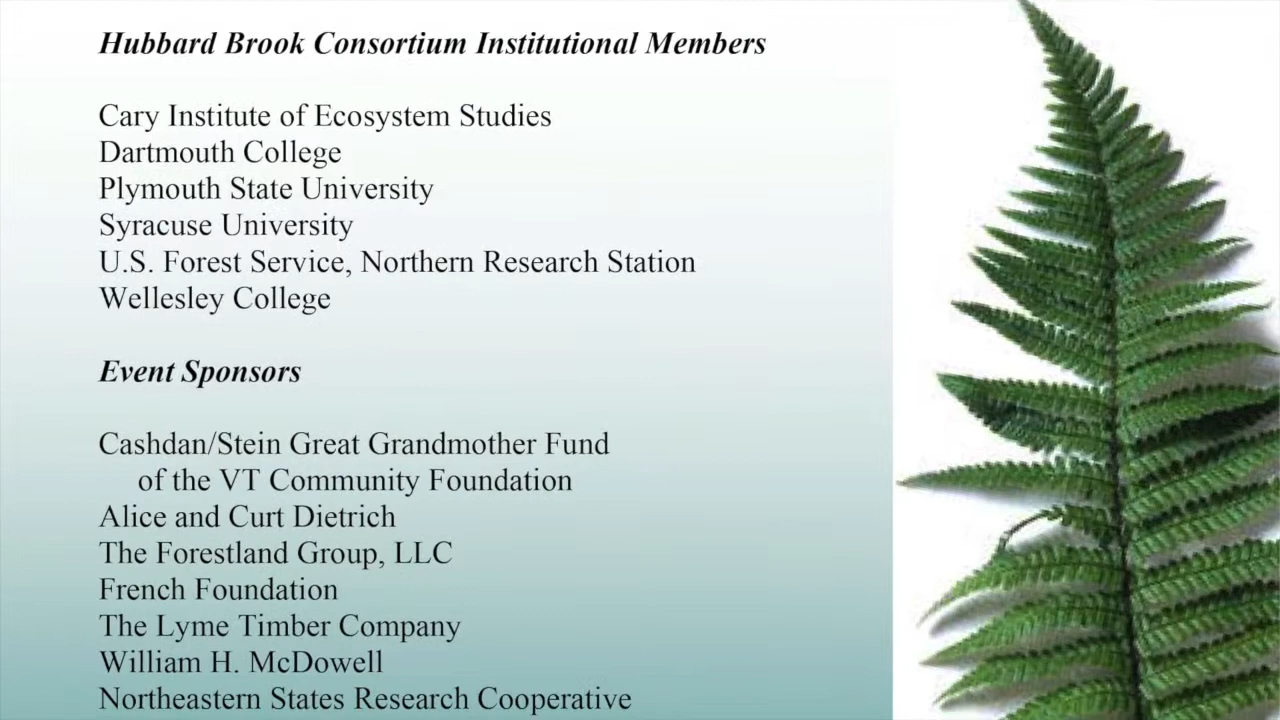 Hubbard Brook Consortium Institutional Members
Cary Institute of Ecosystem Studies
Dartmouth College
Plymouth State University
Syracuse University
U.S. Forest Service, Northern Research Station
Wellesley College
Event Sponsors
Cashdan/Stein Great Grandmother Fund
of the VT Community Foundation
Alice and Curt Dietrich
The Forestland Group, LLC
French Foundation
The Lyme Timber Company
William H. McDowell
Northeastern States Research Cooperative